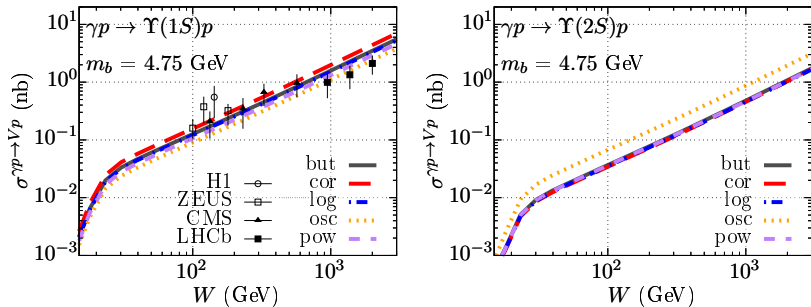 γp → Υ(1S)p
m_b = 4.75 GeV
σ^{γp→Vp} (nb)
10^1
10^0
10^{−1}
10^{−2}
10^{−3}
H1
ZEUS
CMS
LHCb
but
cor
log
osc
pow
10^2
10^3
W (GeV)
γp → Υ(2S)p
m_b = 4.75 GeV
σ^{γp→Vp} (nb)
10^1
10^0
10^{−1}
10^{−2}
10^{−3}
but
cor
log
osc
pow
10^2
10^3
W (GeV)